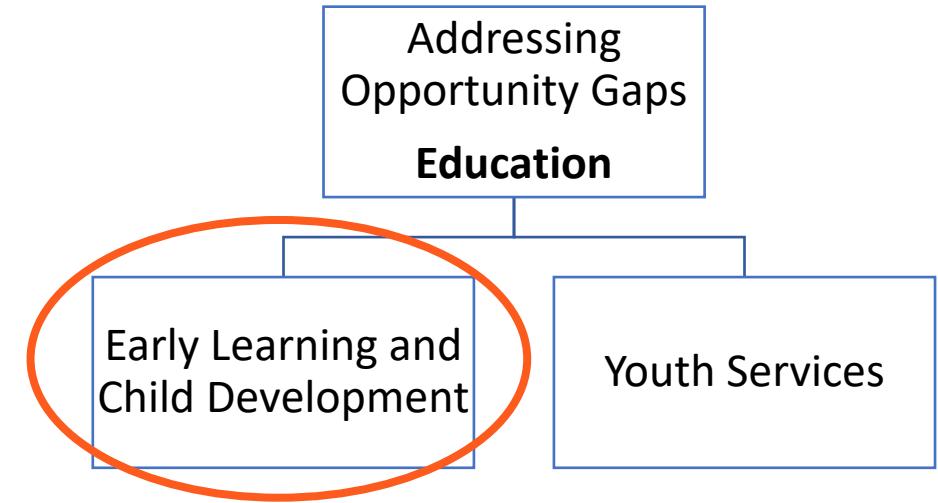 Addressing
Opportunity Gaps
Education
Early Learning and
Child Development
Youth Services